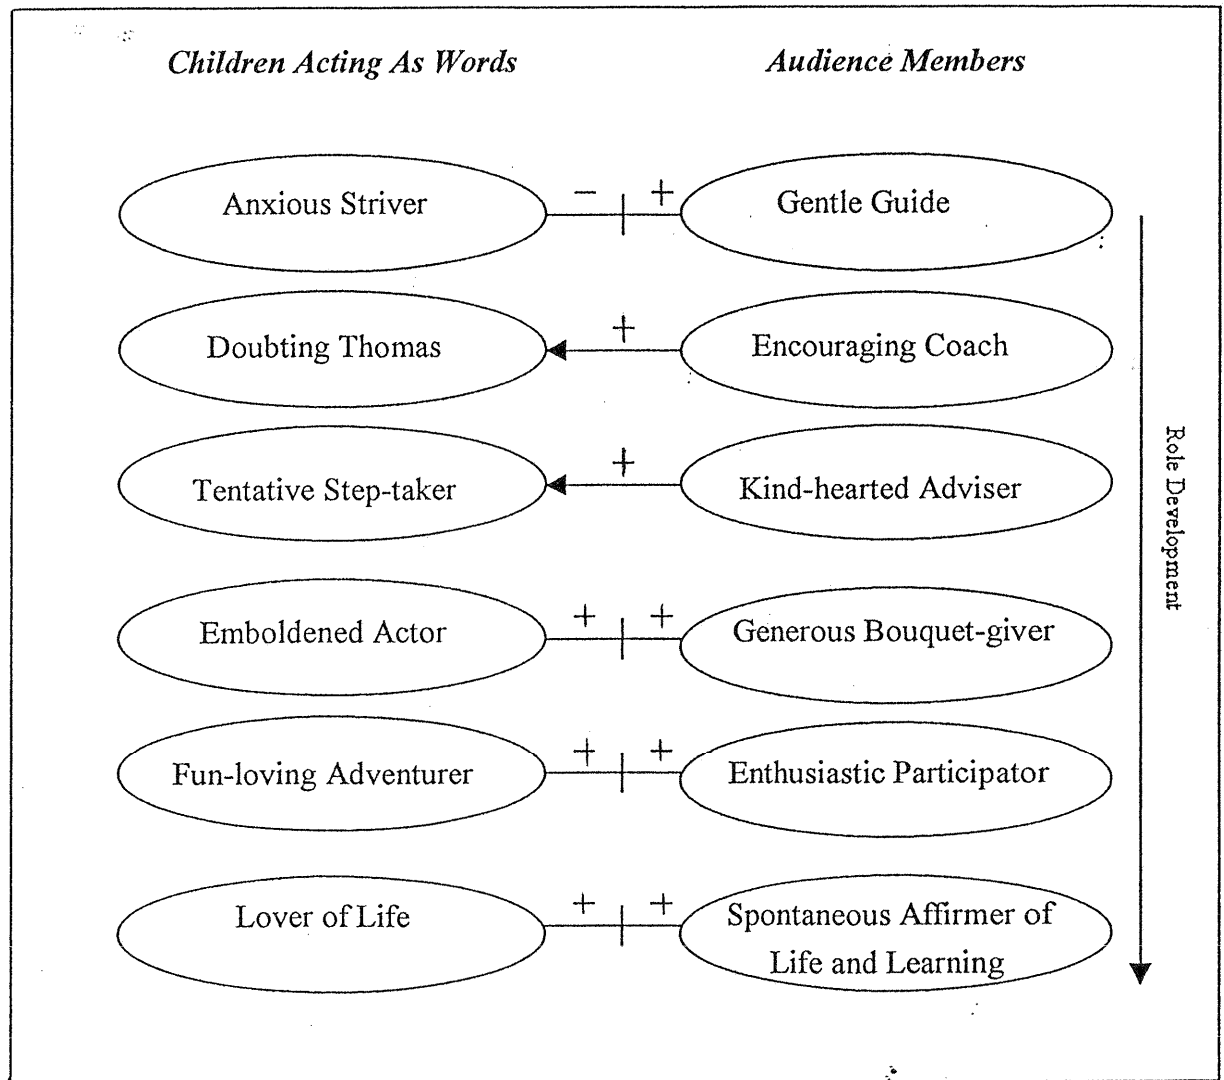 Children Acting As Words
Audience Members
Anxious Striver
− +
Gentle Guide
Doubting Thomas
+
Encouraging Coach
Tentative Step-taker
+
Kind-hearted Adviser
Emboldened Actor
+ +
Generous Bouquet-giver
Fun-loving Adventurer
+ +
Enthusiastic Participator
Lover of Life
+ +
Spontaneous Affirmer of
Life and Learning
Role Development